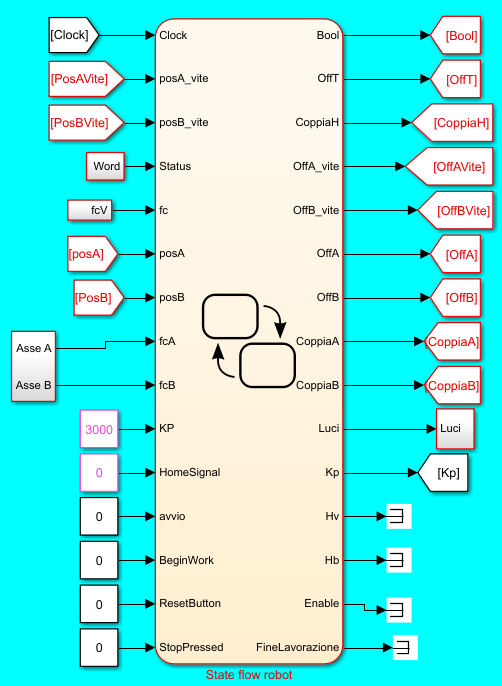 [Clock] Clock Bool [Bool]
[PosAVite] posA_vite OffT [OffT]
[PosBVite] posB_vite CoppiaH [CoppiaH]
Word Status OffA_vite [OffAVite]
fcV fc OffB_vite [OffBVite]
[posA] posA OffA [OffA]
[PosB] posB OffB [OffB]
Asse A fcA CoppiaA CoppiaA]
Asse B fcB CoppiaB CoppiaB]
3000 KP Luci Luci
0 HomeSignal Kp [Kp]
0 avvio Hv
0 BeginWork Hb
0 ResetButton Enable
0 StopPressed FineLavorazione
State flow robot